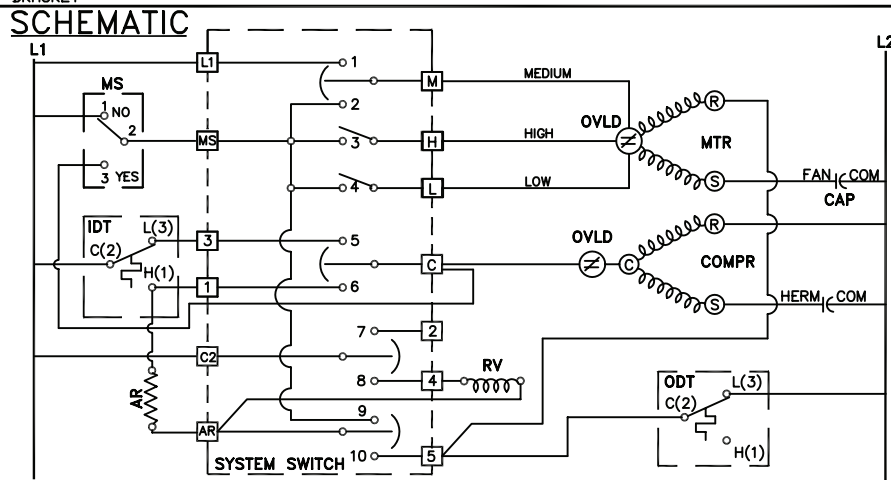 SCHEMATIC
L1
L2
MS
1 NO
2
3 YES
L1
MS
1
2
3
4
M
H
L
MEDIUM
HIGH
LOW
OVLD
R
MTR
S
FAN COM
CAP
IDT
L(3)
C(2)
H(1)
3
1
5
6
C
OVLD
C
R
COMPR
S
HERM COM
C2
7
8
2
4
RV
AR
AR
9
10
5
SYSTEM SWITCH
ODT
L(3)
C(2)
H(1)